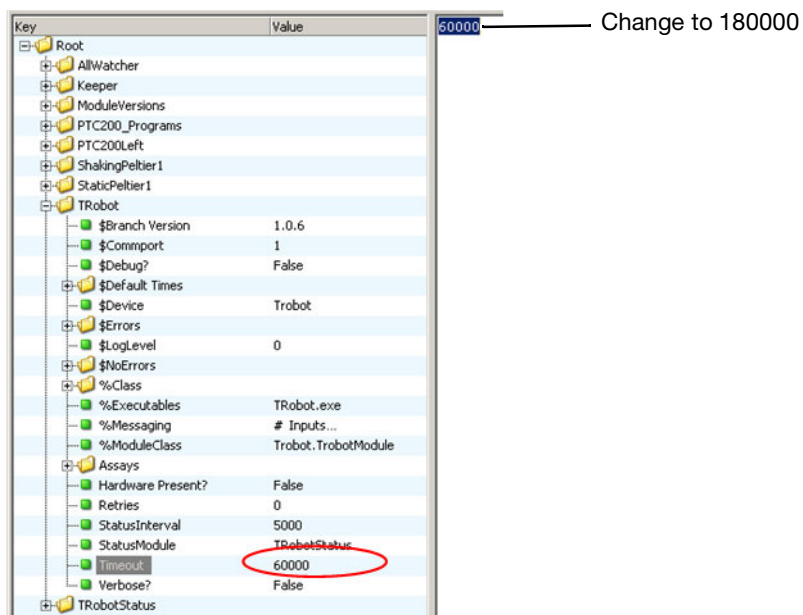 Key Value 60000 Change to 180000
Root
AllWatcher
Keeper
ModuleVersions
PTC200_Programs
PTC200Left
ShakingPeltier1
StaticPeltier1
TRobot
$Branch Version 1.0.6
$Commport 1
$Debug? False
$Default Times
$Device Trobot
$Errors
$LogLevel 0
$NoErrors
%Class
%Executables TRobot.exe
%Messaging # Inputs...
%ModuleClass Trobot.TrobotModule
Assays
Hardware Present? False
Retries 0
StatusInterval 5000
StatusModule TRobotStatus
Timeout 60000
Verbose? False
TRobotStatus